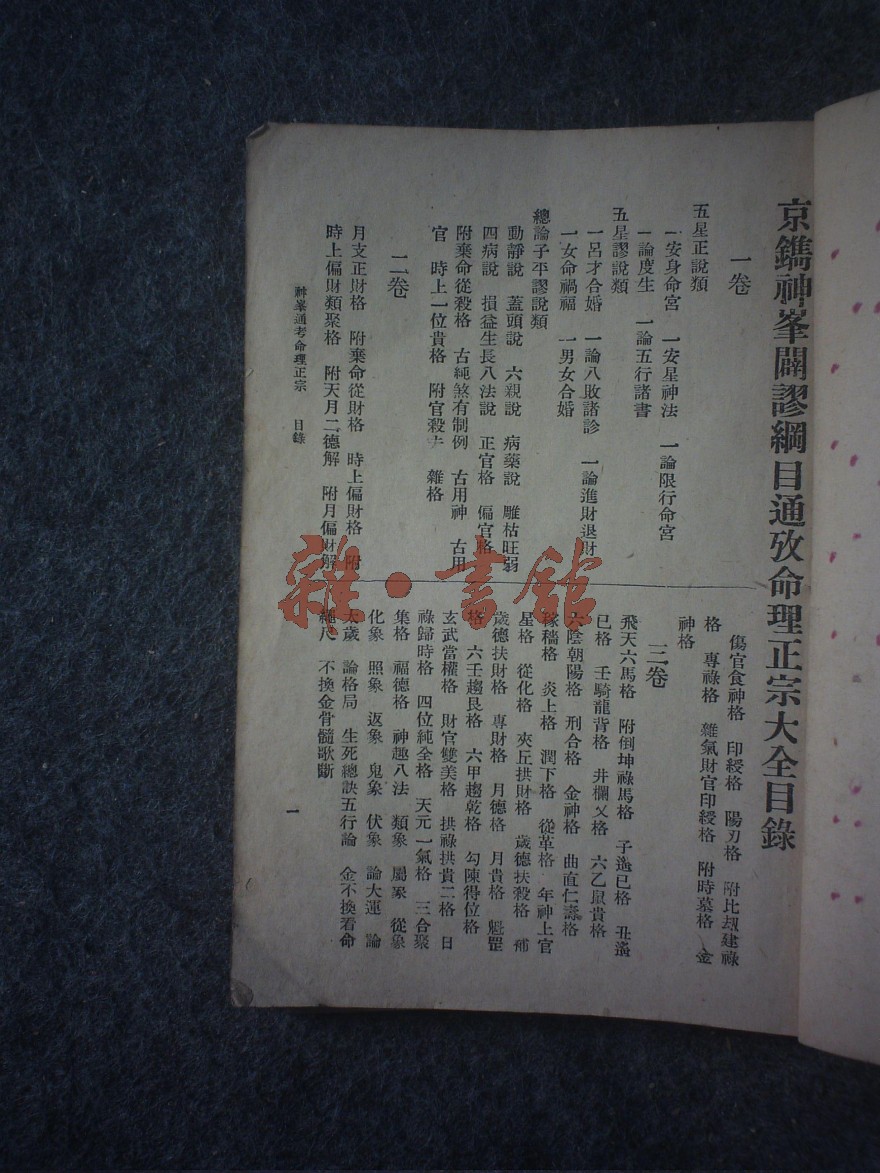 京鐫神峯闢謬綱目通攷命理正宗大全目錄
一卷
五星正說類
一安身命宮　一安星神法　一論限行命宮
一論度生　一論五行諸書
五星謬說類
一呂才合婚　一論八敗諸診　一論進財退財
一女命禍福　一男女合婚
總論子平謬說類
動靜說　蓋頭說　六親說　病藥說　雕枯旺弱
四病說　損益生長八法說　正官格　偏官格
附棄命從殺格　古純煞有制例　古用神　古用
官　時上一位貴格　附官殺　雜格
二卷
月支正財格　附棄命從財格　時上偏財格　附
時上偏財類聚格　附天月二德解　附月偏財解
傷官食神格　印綬格　陽刃格　附比刼建祿
格　專祿格　雜氣財官印綬格　附時墓格　金
神格
三卷
飛天六馬格　附倒坤祿馬格　子遙巳格　丑遙
巳格　壬騎龍背格　井欄乂格　六乙鼠貴格
六陰朝陽格　刑合格　金神格　曲直仁壽格
稼穡格　炎上格　潤下格　從革格　年神上官
星格　從化格　夾丘拱財格　歲德扶殺格　補
歲德扶財格　專財格　月德格　月貴格　魁罡
格　六壬趨艮格　六甲趨乾格　勾陳得位格
玄武當權格　財官雙美格　拱祿拱貴二格　日
祿歸時格　四位純全格　天元一氣格　三合聚
集格　福德格　神趣八法　類象　屬象　從象
化象　照象　返象　鬼象　伏象　論大運　論
太歲　論格局　生死總訣五行論　金不換看命
繩尺　不換金骨髓歌斷
神峯通考命理正宗　目錄　一
雜·書館